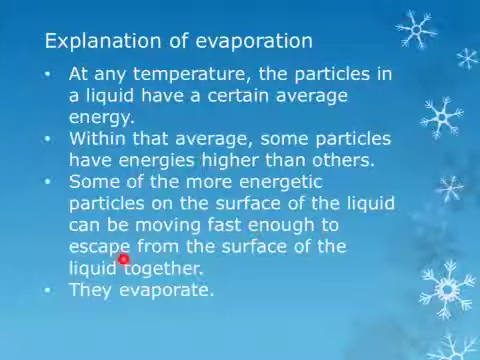 Explanation of evaporation
• At any temperature, the particles in
a liquid have a certain average
energy.
• Within that average, some particles
have energies higher than others.
• Some of the more energetic
particles on the surface of the liquid
can be moving fast enough to
escape from the surface of the
liquid together.
• They evaporate.